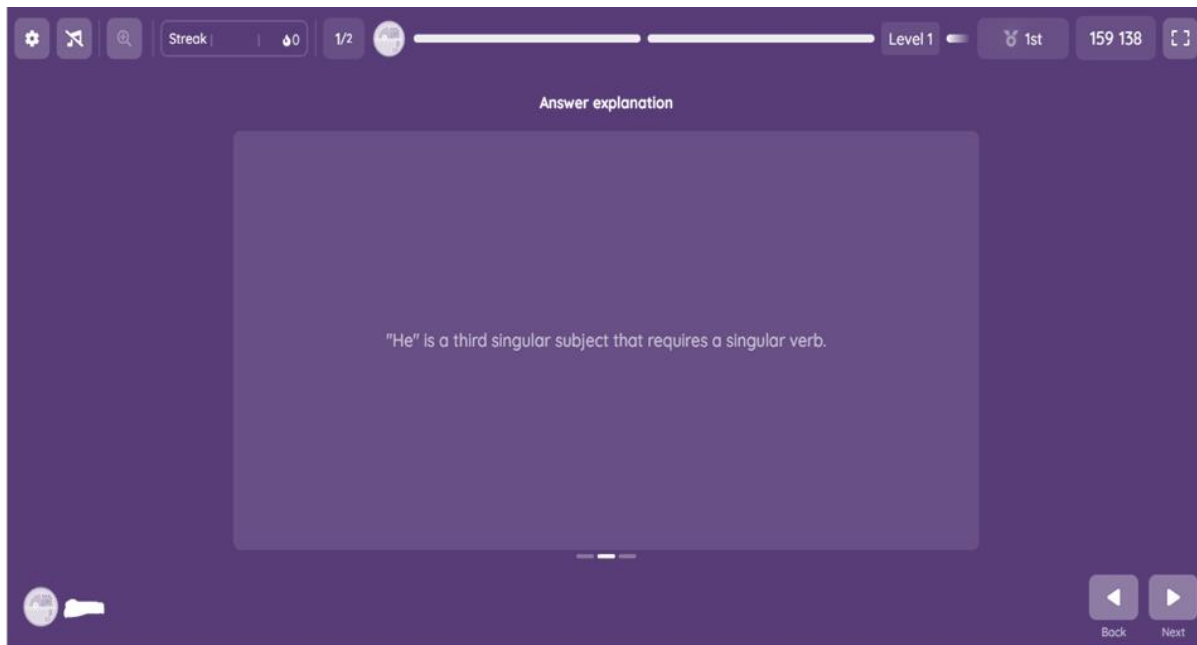 Streak 0 1/2 Level 1 1st 159 138
Answer explanation
"He" is a third singular subject that requires a singular verb.
Back Next